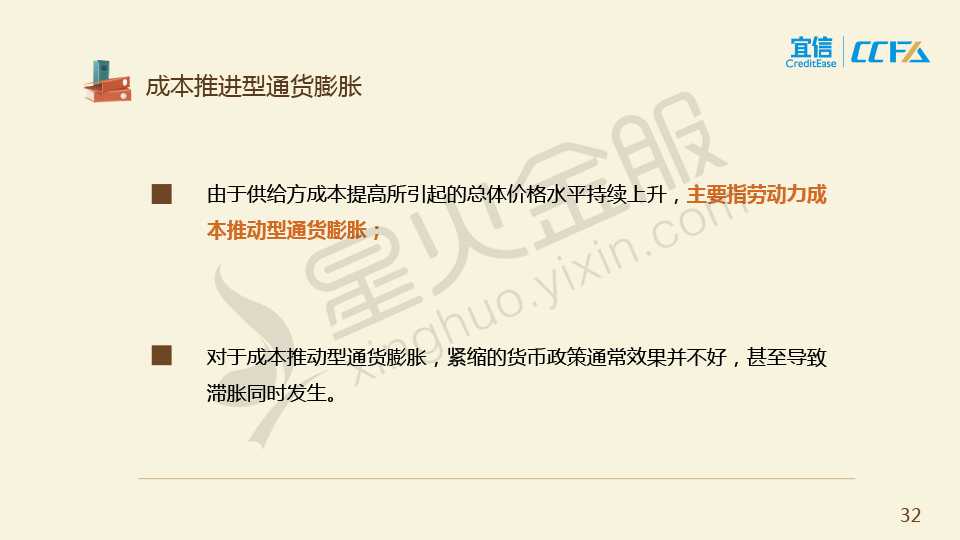 宜信
CreditEase
CCFA
成本推进型通货膨胀
由于供给方成本提高所引起的总体价格水平持续上升，主要指劳动力成
本推动型通货膨胀；
对于成本推动型通货膨胀，紧缩的货币政策通常效果并不好，甚至导致
滞胀同时发生。
星火金服
xinghuo.yixin.com
32